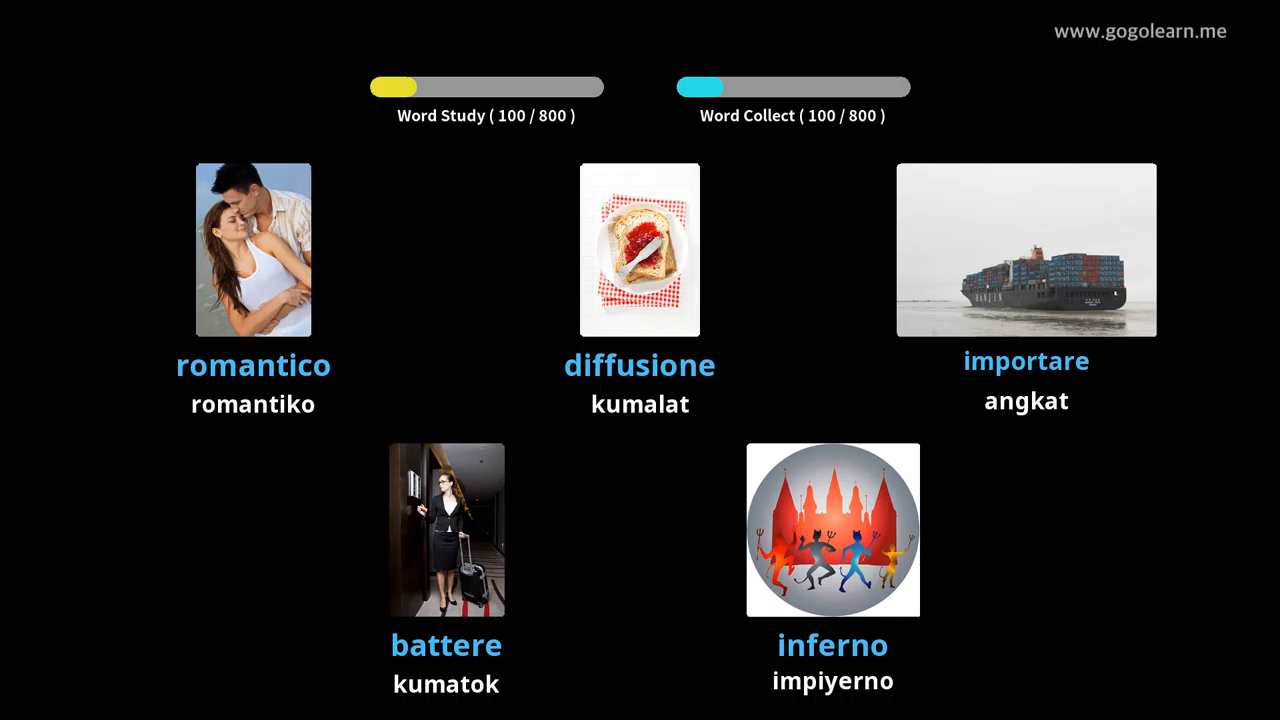 www.gogolearn.me
Word Study ( 100 / 800 )
Word Collect ( 100 / 800 )
HANJIN
romantico
romantiko
diffusione
kumalat
importare
angkat
battere
kumatok
inferno
impiyerno